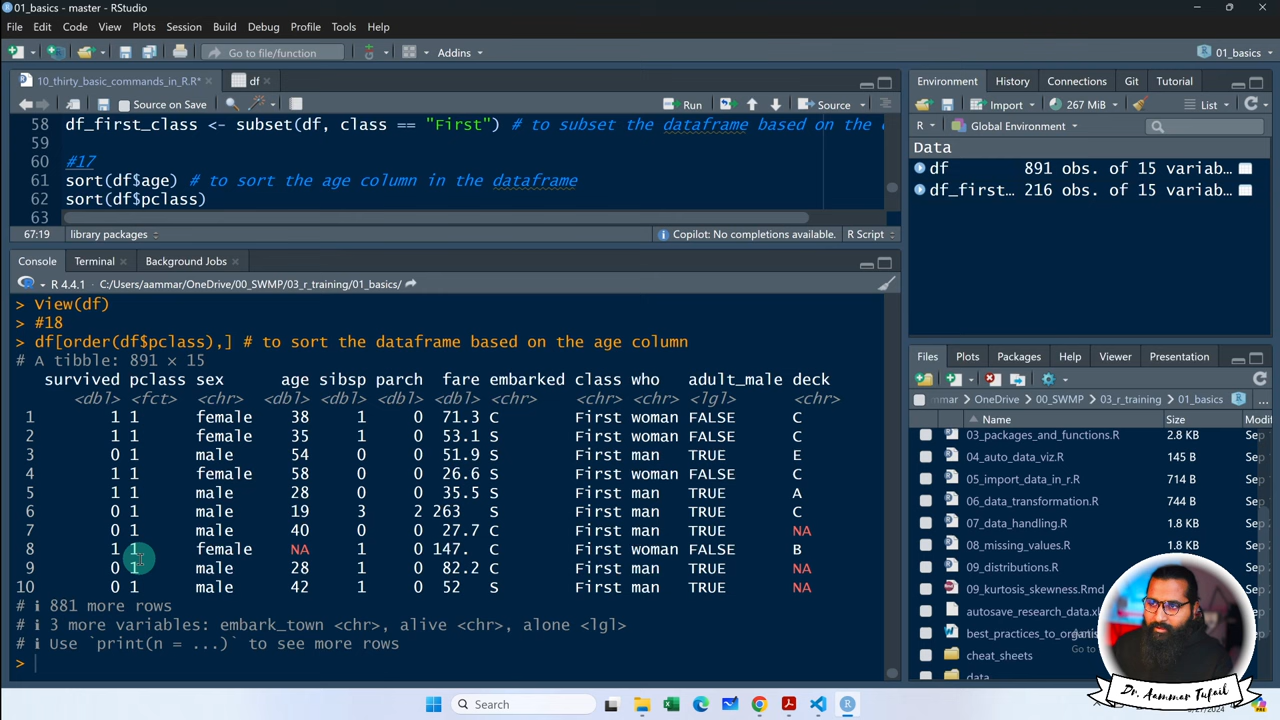 01_basics - master - RStudio
File Edit Code View Plots Session Build Debug Profile Tools Help
Go to file/function Addins 01_basics
10_thirty_basic_commands_in_R.R* df
Source on Save Run Source
58 df_first_class <- subset(df, class == "First") # to subset the dataframe based on the
59
60 #17
61 sort(df$age) # to sort the age column in the dataframe
62 sort(df$pclass)
63
67:19 library packages Copilot: No completions available. R Script
Console Terminal Background Jobs
R 4.4.1 · C:/Users/aammar/OneDrive/00_SWMP/03_r_training/01_basics/
> View(df)
> #18
> df[order(df$pclass),] # to sort the dataframe based on the age column
# A tibble: 891 × 15
survived pclass sex age sibsp parch fare embarked class who adult_male deck
<dbl> <fct> <chr> <dbl> <dbl> <dbl> <dbl> <chr> <chr> <chr> <lgl> <chr>
1 1 1 female 38 1 0 71.3 C First woman FALSE C
2 1 1 female 35 1 0 53.1 S First woman FALSE C
3 0 1 male 54 0 0 51.9 S First man TRUE E
4 1 1 female 58 0 0 26.6 S First woman FALSE C
5 1 1 male 28 0 0 35.5 S First man TRUE A
6 0 1 male 19 3 2 263 S First man TRUE C
7 0 1 male 40 0 0 27.7 C First man TRUE NA
8 1 1 female NA 1 0 147. C First woman FALSE B
9 0 1 male 28 1 0 82.2 C First man TRUE NA
10 0 1 male 42 1 0 52 S First man TRUE NA
# ℹ 881 more rows
# ℹ 3 more variables: embark_town <chr>, alive <chr>, alone <lgl>
# ℹ Use `print(n = ...)` to see more rows
>
Environment History Connections Git Tutorial
Import 267 MiB List
R Global Environment
Data
df 891 obs. of 15 variab...
df_first... 216 obs. of 15 variab...
Files Plots Packages Help Viewer Presentation
OneDrive 00_SWMP 03_r_training 01_basics ...
Name Size
03_packages_and_functions.R 2.8 KB Sep
04_auto_data_viz.R 145 B Sep
05_import_data_in_r.R 714 B Sep
06_data_transformation.R 744 B Sep
07_data_handling.R
08_missing_values.R
09_distributions.R
09_kurtosis_skewness.Rmd
autosave_research_data.xl
best_practices_to_organi
cheat_sheets
data
Dr. Aammar Tufail
Search